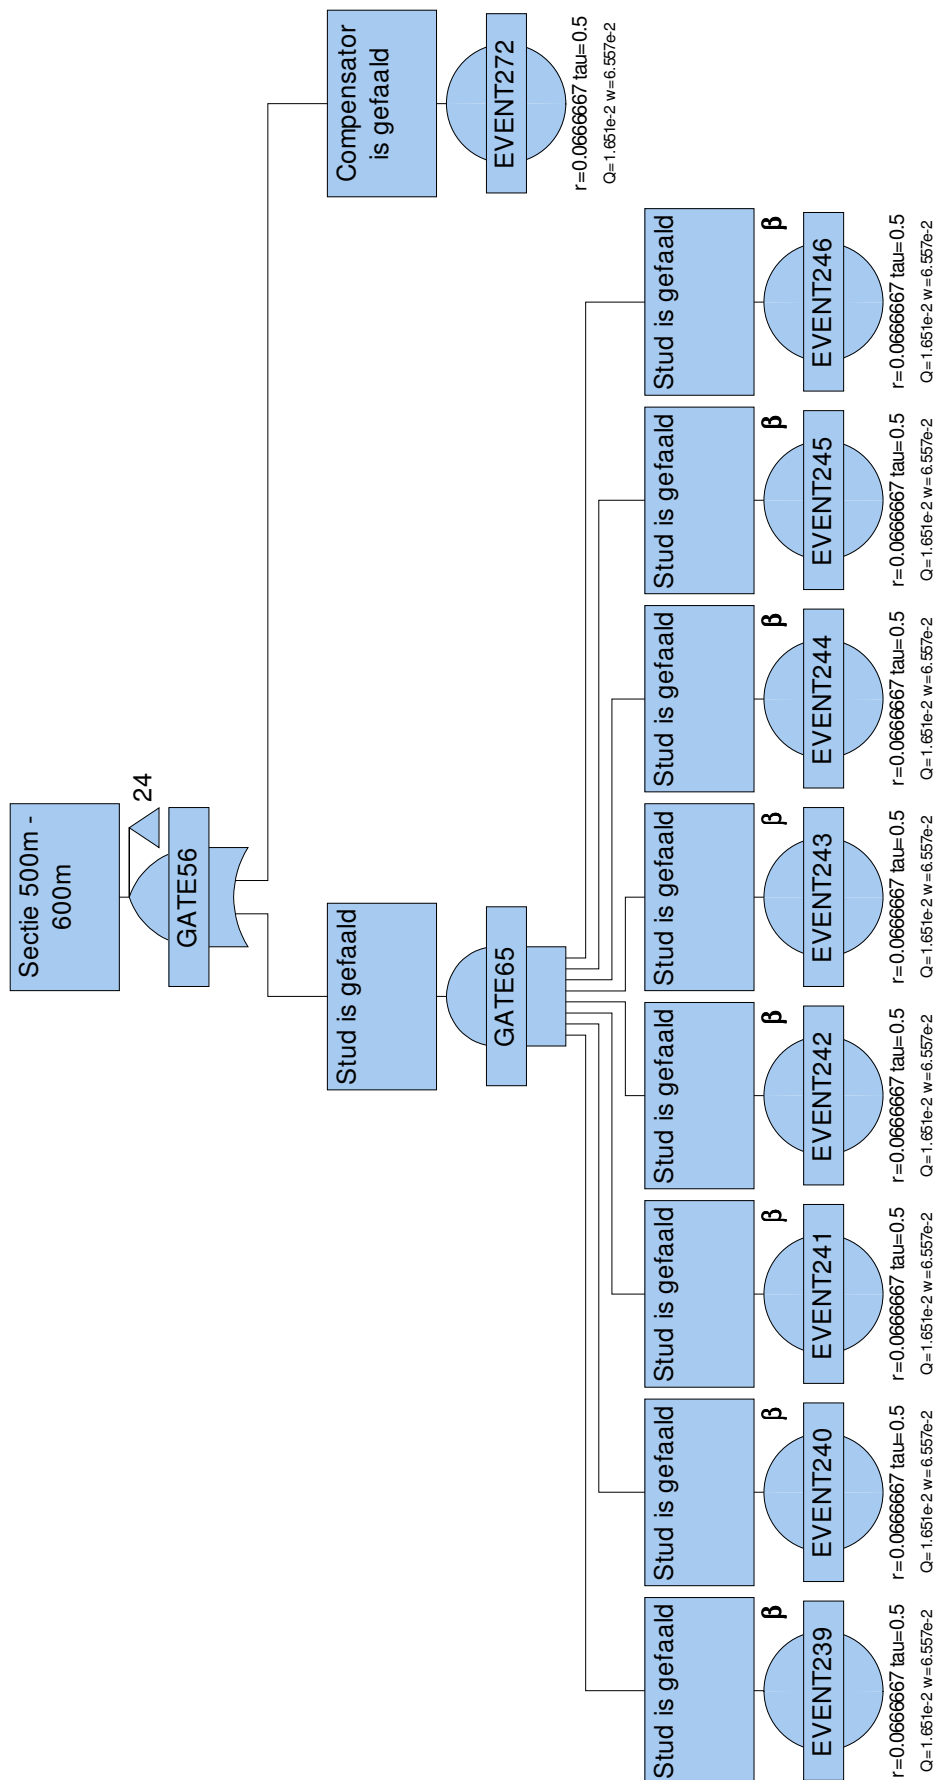 Sectie 500m -
600m
24
GATE56
Stud is gefaald
GATE65
Compensator
is gefaald
EVENT272
r=0.0666667 tau=0.5
Q=1.651e-2 w=6.557e-2
Stud is gefaald
β
EVENT239
r=0.0666667 tau=0.5
Q=1.651e-2 w=6.557e-2
Stud is gefaald
β
EVENT240
r=0.0666667 tau=0.5
Q=1.651e-2 w=6.557e-2
Stud is gefaald
β
EVENT241
r=0.0666667 tau=0.5
Q=1.651e-2 w=6.557e-2
Stud is gefaald
β
EVENT242
r=0.0666667 tau=0.5
Q=1.651e-2 w=6.557e-2
Stud is gefaald
β
EVENT243
r=0.0666667 tau=0.5
Q=1.651e-2 w=6.557e-2
Stud is gefaald
β
EVENT244
r=0.0666667 tau=0.5
Q=1.651e-2 w=6.557e-2
Stud is gefaald
β
EVENT245
r=0.0666667 tau=0.5
Q=1.651e-2 w=6.557e-2
Stud is gefaald
β
EVENT246
r=0.0666667 tau=0.5
Q=1.651e-2 w=6.557e-2